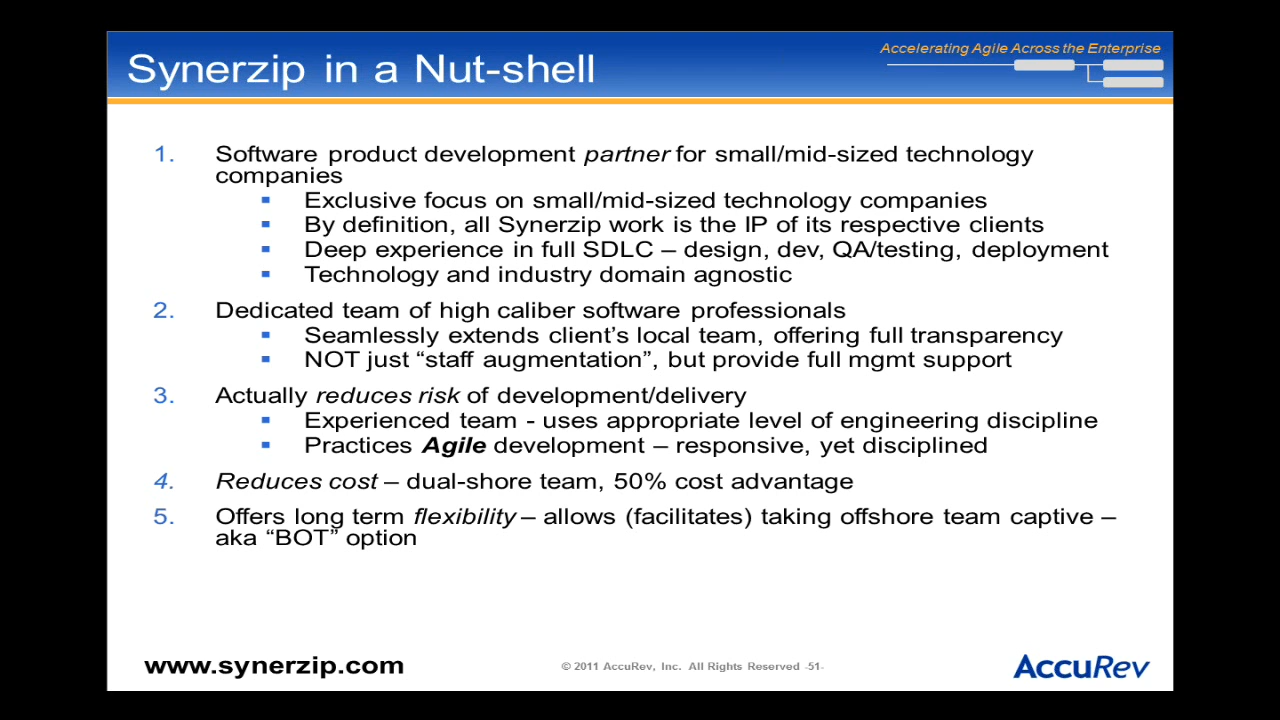 Accelerating Agile Across the Enterprise
Synerzip in a Nut-shell
1. Software product development partner for small/mid-sized technology
companies
▪ Exclusive focus on small/mid-sized technology companies
▪ By definition, all Synerzip work is the IP of its respective clients
▪ Deep experience in full SDLC – design, dev, QA/testing, deployment
▪ Technology and industry domain agnostic
2. Dedicated team of high caliber software professionals
▪ Seamlessly extends client’s local team, offering full transparency
▪ NOT just “staff augmentation”, but provide full mgmt support
3. Actually reduces risk of development/delivery
▪ Experienced team - uses appropriate level of engineering discipline
▪ Practices Agile development – responsive, yet disciplined
4. Reduces cost – dual-shore team, 50% cost advantage
5. Offers long term flexibility – allows (facilitates) taking offshore team captive –
aka “BOT” option
www.synerzip.com
© 2011 AccuRev, Inc. All Rights Reserved -51-
AccuRev